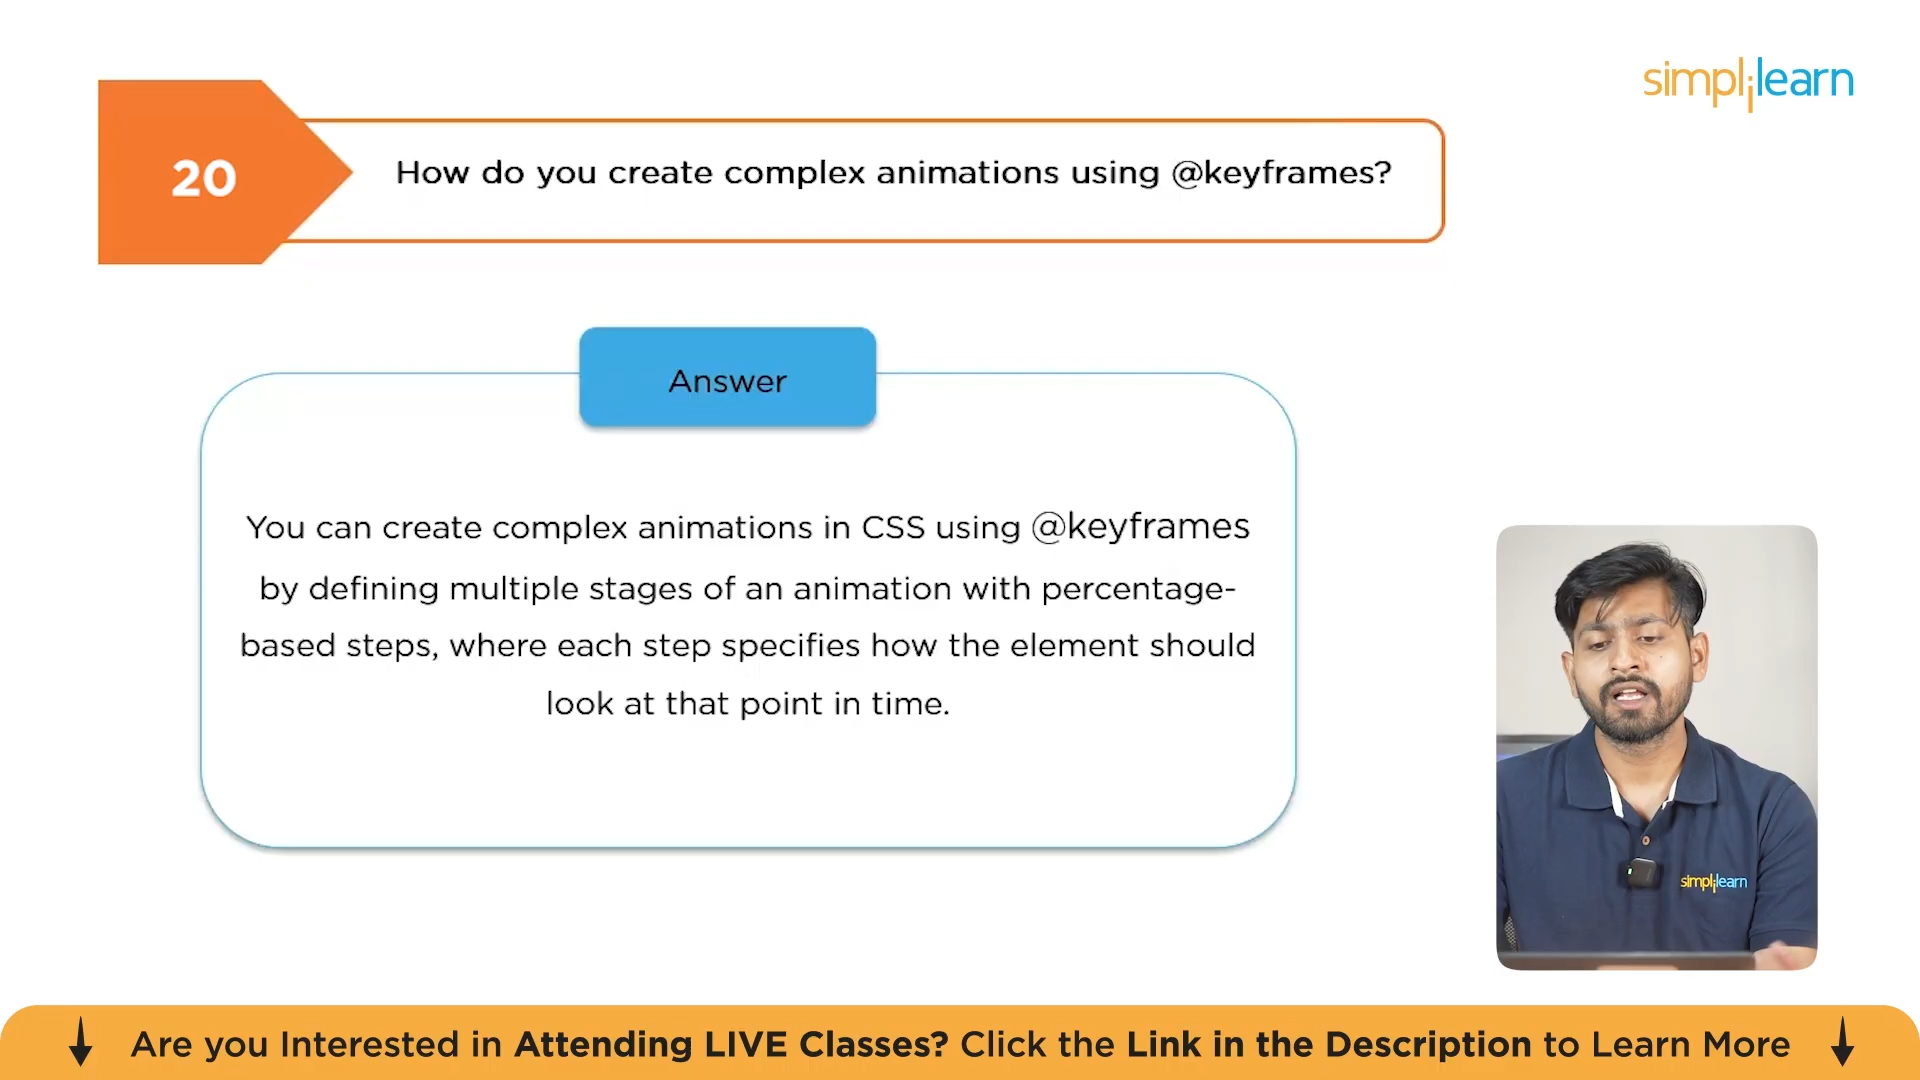 simplilearn
20
How do you create complex animations using @keyframes?
Answer
You can create complex animations in CSS using @keyframes
by defining multiple stages of an animation with percentage-
based steps, where each step specifies how the element should
look at that point in time.
simplilearn
Are you Interested in Attending LIVE Classes? Click the Link in the Description to Learn More